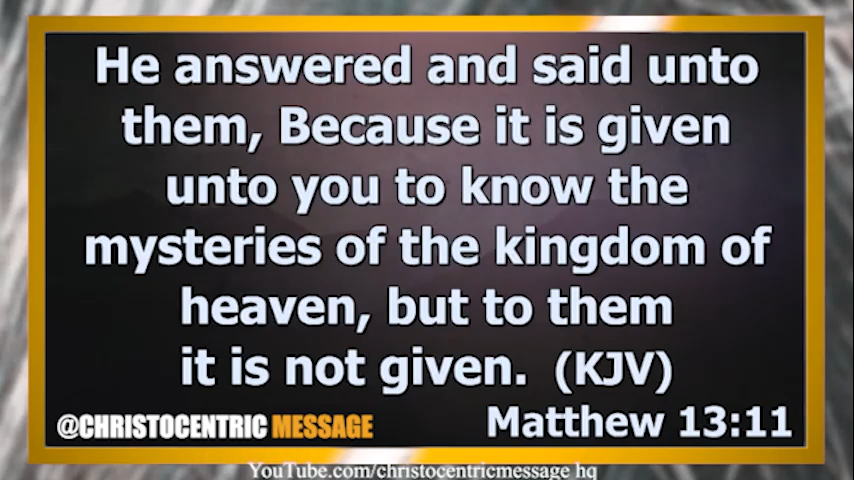 He answered and said unto
them, Because it is given
unto you to know the
mysteries of the kingdom of
heaven, but to them
it is not given. (KJV)
@CHRISTOCENTRIC MESSAGE
Matthew 13:11
YouTube.com/christocentricmessage hq